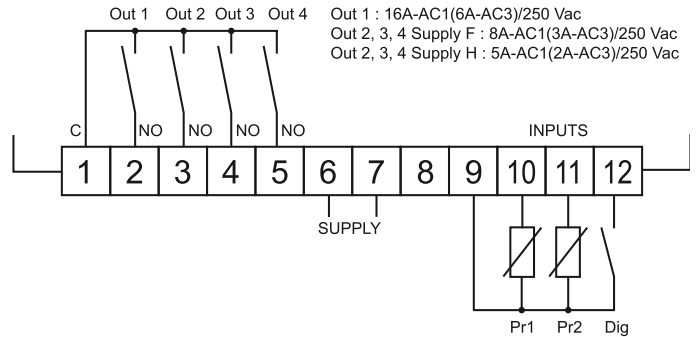 Out 1 Out 2 Out 3 Out 4
Out 1 : 16A-AC1(6A-AC3)/250 Vac
Out 2, 3, 4 Supply F : 8A-AC1(3A-AC3)/250 Vac
Out 2, 3, 4 Supply H : 5A-AC1(2A-AC3)/250 Vac
C NO NO NO NO INPUTS
1 2 3 4 5 6 7 8 9 10 11 12
SUPPLY
Pr1 Pr2 Dig